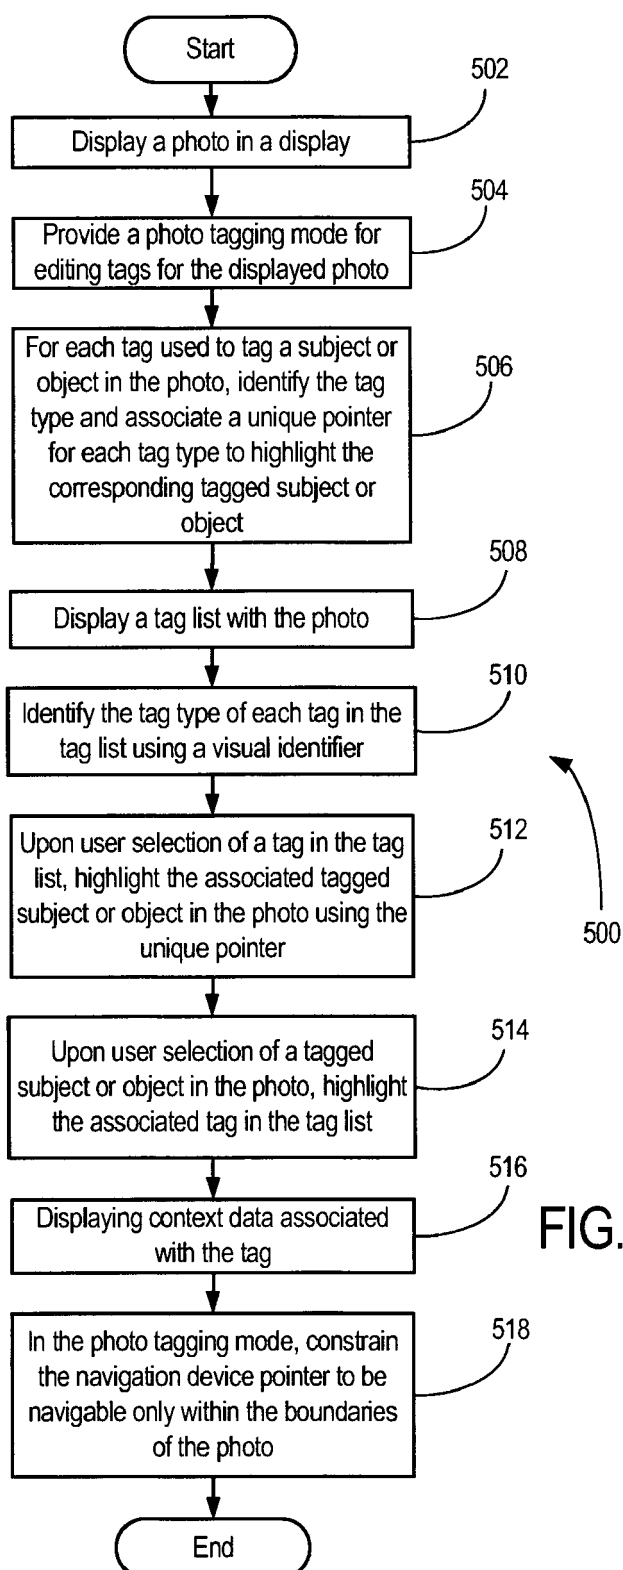 Start
502
Display a photo in a display
504
Provide a photo tagging mode for
editing tags for the displayed photo
506
For each tag used to tag a subject or
object in the photo, identify the tag
type and associate a unique pointer
for each tag type to highlight the
corresponding tagged subject or
object
508
Display a tag list with the photo
510
Identify the tag type of each tag in the
tag list using a visual identifier
512
Upon user selection of a tag in the tag
list, highlight the associated tagged
subject or object in the photo using the
unique pointer
500
514
Upon user selection of a tagged
subject or object in the photo, highlight
the associated tag in the tag list
516
Displaying context data associated
with the tag
FIG.
518
In the photo tagging mode, constrain
the navigation device pointer to be
navigable only within the boundaries
of the photo
End